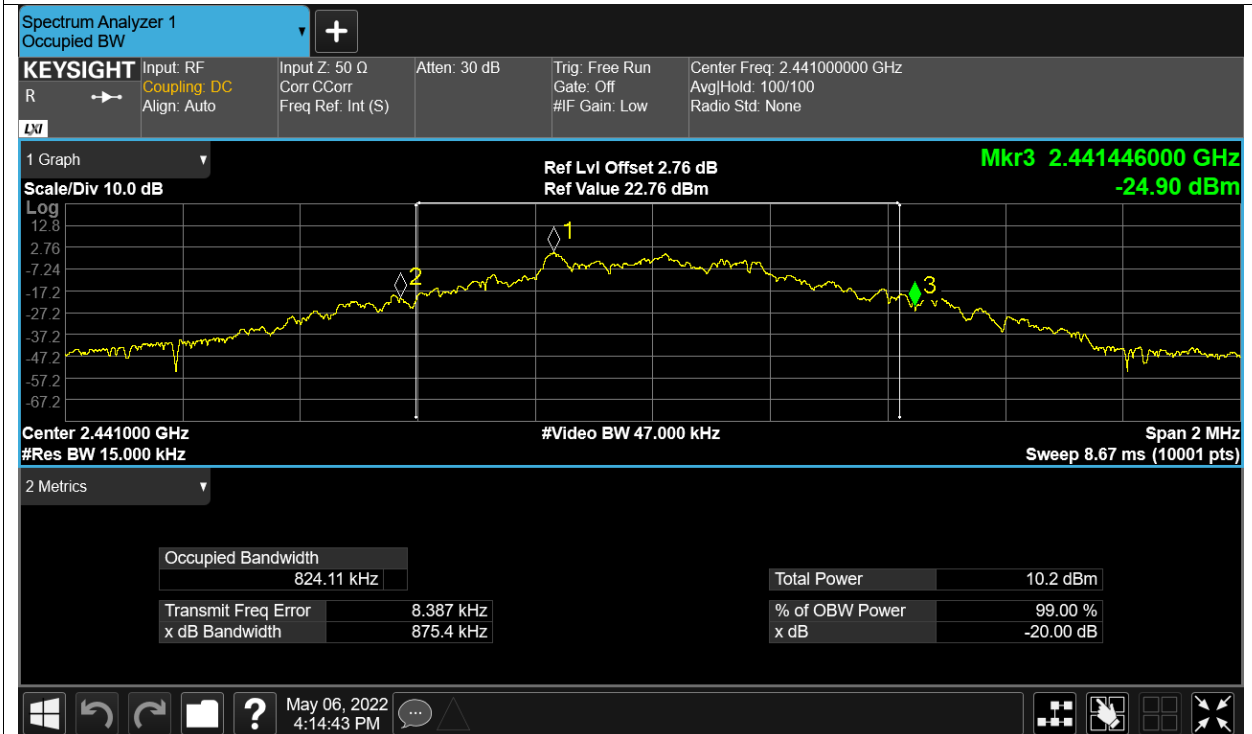 Spectrum Analyzer 1
Occupied BW
KEYSIGHT
R
LXI
Input: RF
Coupling: DC
Align: Auto
Input Z: 50 Ω
Corr CCorr
Freq Ref: Int (S)
Atten: 30 dB
Trig: Free Run
Gate: Off
#IF Gain: Low
Center Freq: 2.441000000 GHz
Avg|Hold: 100/100
Radio Std: None
1 Graph
Scale/Div 10.0 dB
Ref Lvl Offset 2.76 dB
Ref Value 22.76 dBm
Mkr3 2.441446000 GHz
-24.90 dBm
Log
12.8
2.76
-7.24
-17.2
-27.2
-37.2
-47.2
-57.2
-67.2
1
2
3
Center 2.441000 GHz
#Res BW 15.000 kHz
#Video BW 47.000 kHz
Span 2 MHz
Sweep 8.67 ms (10001 pts)
2 Metrics
Occupied Bandwidth
824.11 kHz
Transmit Freq Error 8.387 kHz
x dB Bandwidth 875.4 kHz
Total Power 10.2 dBm
% of OBW Power 99.00 %
x dB -20.00 dB
?
May 06, 2022
4:14:43 PM